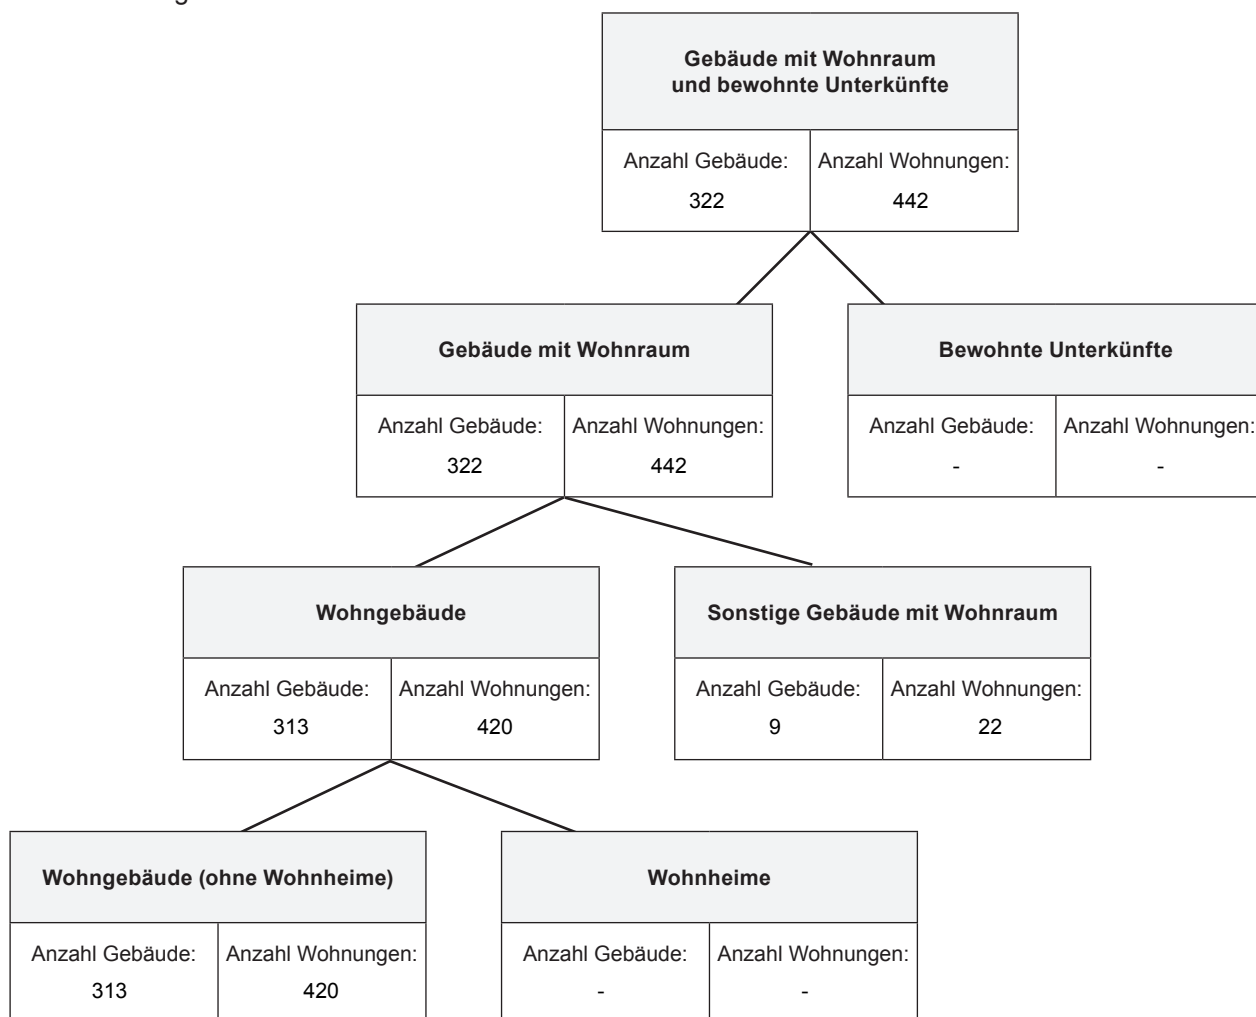 Gebäude mit Wohnraum
und bewohnte Unterkünfte
Anzahl Gebäude: Anzahl Wohnungen:
322 442
Gebäude mit Wohnraum
Anzahl Gebäude: Anzahl Wohnungen:
322 442
Bewohnte Unterkünfte
Anzahl Gebäude: Anzahl Wohnungen:
- -
Wohngebäude
Anzahl Gebäude: Anzahl Wohnungen:
313 420
Sonstige Gebäude mit Wohnraum
Anzahl Gebäude: Anzahl Wohnungen:
9 22
Wohngebäude (ohne Wohnheime)
Anzahl Gebäude: Anzahl Wohnungen:
313 420
Wohnheime
Anzahl Gebäude: Anzahl Wohnungen:
- -